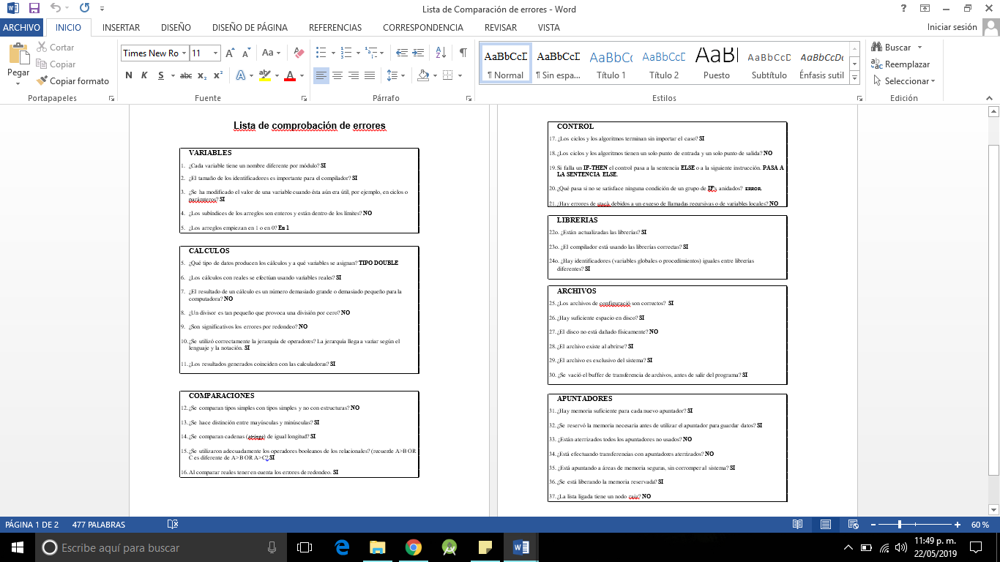 Lista de Comparación de errores - Word
ARCHIVO INICIO INSERTAR DISEÑO DISEÑO DE PÁGINA REFERENCIAS CORRESPONDENCIA REVISAR VISTA Iniciar sesión
Pegar
Cortar
Copiar
Copiar formato
Portapapeles
Times New Ro 11
N K S abc x₂ x²
Fuente
Párrafo
AaBbCcD AaBbCcD AaBbCc AaBbCcD AaBl AaBbCcD AaBbCcDc
¶ Normal ¶ Sin espa... Título 1 Título 2 Puesto Subtítulo Énfasis sutil
Estilos
Buscar
Reemplazar
Seleccionar
Edición
Lista de comprobación de errores
VARIABLES
1. ¿Cada variable tiene un nombre diferente por módulo? SI
2. ¿El tamaño de los identificadores es importante para el compilador? SI
3. ¿Se ha modificado el valor de una variable cuando ésta aún era útil, por ejemplo, en ciclos o
parámteros? SI
4. ¿Los subíndices de los arreglos son enteros y están dentro de los límites? NO
5. ¿Los arreglos empiezan en 1 o en 0? En 1
CALCULOS
5. ¿Qué tipo de datos producen los cálculos y a qué variables se asignan? TIPO DOUBLE
6. ¿Los cálculos con reales se efectúan usando variables reales? SI
7. ¿El resultado de un cálculo es un número demasiado grande o demasiado pequeño para la
computadora? NO
8. ¿Un divisor es tan pequeño que provoca una división por cero? NO
9. ¿Son significativos los errores por redondeo? NO
10. ¿Se utilizó correctamente la jerarquía de operadores? La jerarquía llega a variar según el
lenguaje y la notación. SI
11. ¿Los resultados generados coinciden con las calculadoras? SI
COMPARACIONES
12. ¿Se comparan tipos simples con tipos simples y no con estructuras? NO
13. ¿Se hace distinción entre mayúsculas y minúsculas? SI
14. ¿Se comparan cadenas (strings) de igual longitud? SI
15. ¿Se utilizaron adecuadamente los operadores booleanos de los relacionales? (recuerde A>B OR
C es diferente de A>B OR A>C? SI
16. Al comparar reales tener en cuenta los errores de redondeo. SI
CONTROL
17. ¿Los ciclos y los algoritmos terminan sin importar el caso? SI
18. ¿Los ciclos y los algoritmos tienen un solo punto de entrada y un solo punto de salida? NO
19. Si falla un IF-THEN el control pasa a la sentencia ELSE o a la siguiente instrucción. PASA A
LA SENTENCIA ELSE.
20. ¿Qué pasa si no se satisface ninguna condición de un grupo de IF's anidados? ERROR.
21. ¿Hay errores de stack debidos a un exceso de llamadas recursivas o de variables locales? NO
LIBRERIAS
22o. ¿Están actualizadas las librerías? SI
23o. ¿El compilador está usando las librerías correctas? SI
24o. ¿Hay identificadores (variables globales o procedimientos) iguales entre librerías
diferentes? SI
ARCHIVOS
25. ¿Los archivos de configuració son correctos? SI
26. ¿Hay suficiente espacio en disco? SI
27. ¿El disco no está dañado físicamente? NO
28. ¿El archivo existe al abrirse? SI
29. ¿El archivo es exclusivo del sistema? SI
30. ¿Se vació el buffer de transferencia de archivos, antes de salir del programa? SI
APUNTADORES
31. ¿Hay memoria suficiente para cada nuevo apuntador? SI
32. ¿Se reservó la memoria necesaria antes de utilizar el apuntador para guardar datos? SI
33. ¿Están aterrizados todos los apuntadores no usados? NO
34. ¿Está efectuando transferencias con apuntadores aterrizados? NO
35. ¿Está apuntando a áreas de memoria seguras, sin corromper al sistema? SI
36. ¿Se está liberando la memoria reservada? SI
37. ¿La lista ligada tiene un nodo raiz? NO
PÁGINA 1 DE 2 477 PALABRAS 60 %
Escribe aquí para buscar
11:49 p. m.
22/05/2019